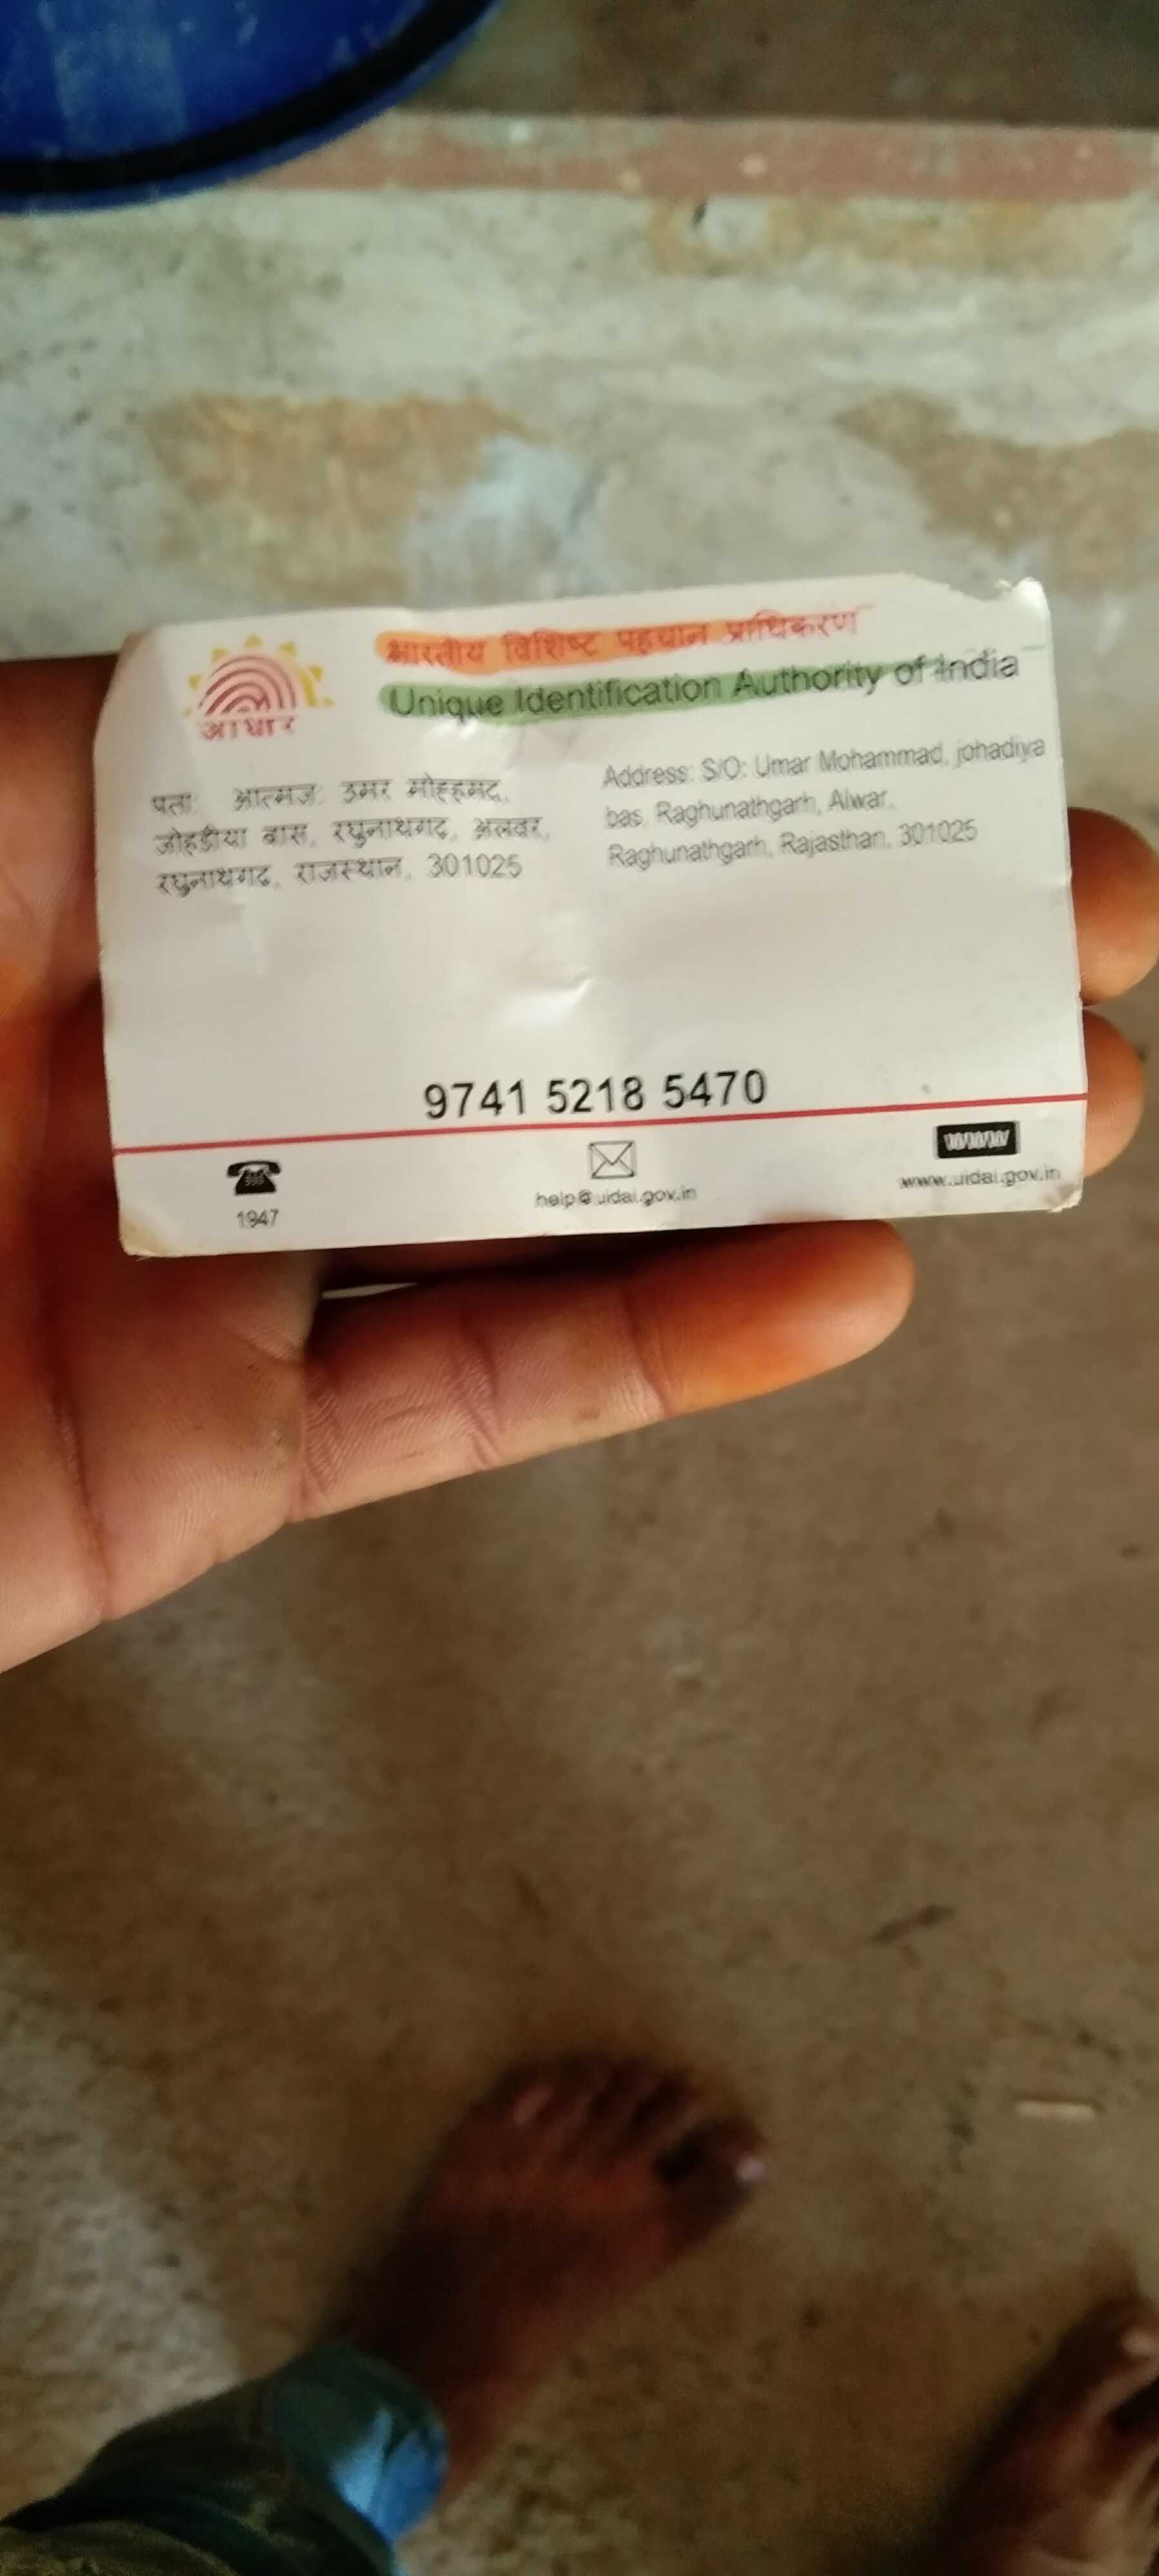 भारतीय विशिष्ट पहचान प्राधिकरण
Unique Identification Authority of India
आधार
पता: आत्मज: उमर मोहहमद,
जोहडीया बास, रघुनाथगढ, अलवर,
रघुनाथगढ, राजस्थान, 301025
Address: S/O: Umar Mohammad, johadiya
bas, Raghunathgarh, Alwar,
Raghunathgarh, Rajasthan, 301025
9741 5218 5470
1947
help@uidai.gov.in
WWW
www.uidai.gov.in